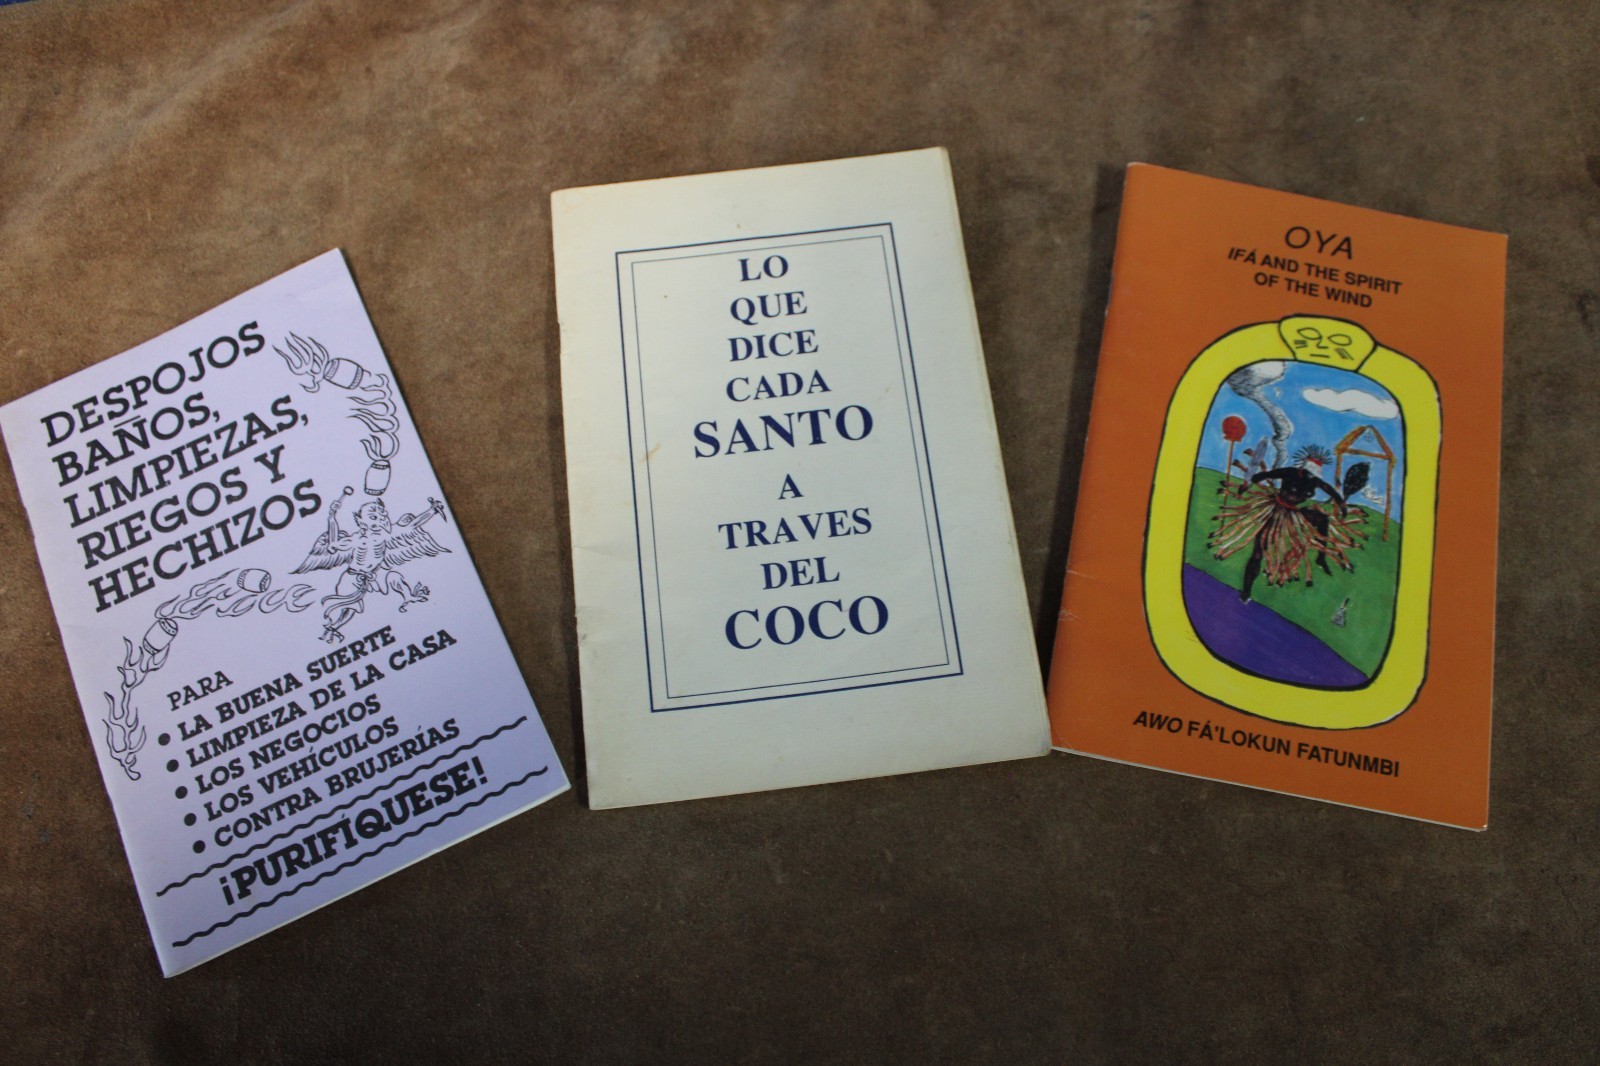 DESPOJOS
BAÑOS,
LIMPIEZAS,
RIEGOS Y
HECHIZOS
PARA
• LA BUENA SUERTE
• LIMPIEZA DE LA CASA
• LOS NEGOCIOS
• LOS VEHÍCULOS
• CONTRA BRUJERÍAS
¡PURIFÍQUESE!
LO
QUE
DICE
CADA
SANTO
A
TRAVES
DEL
COCO
OYA
IFÁ AND THE SPIRIT
OF THE WIND
AWO FÁ'LOKUN FATUNMBI